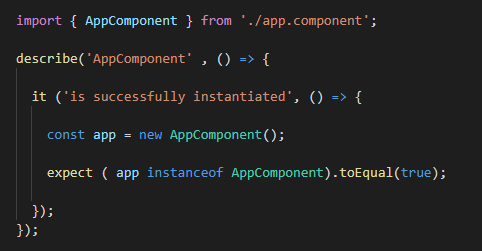 import { AppComponent } from './app.component';
describe('AppComponent' , () => {
it ('is successfully instantiated', () => {
const app = new AppComponent();
expect ( app instanceof AppComponent).toEqual(true);
});
});